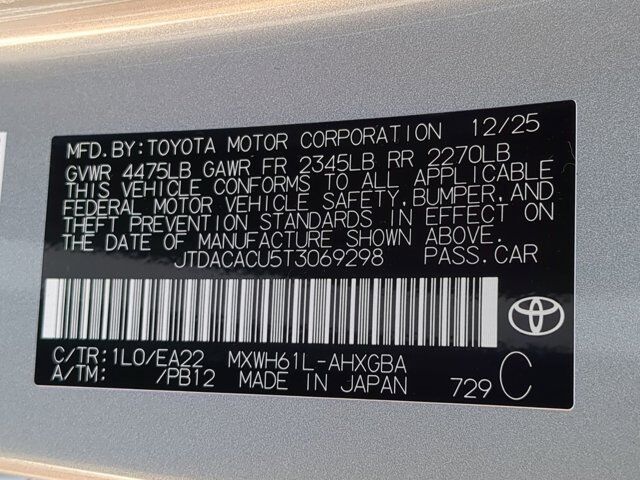 MFD.BY:TOYOTA MOTOR CORPORATION 12/25
GVWR 4475LB GAWR FR 2345LB RR 2270LB
THIS VEHICLE CONFORMS TO ALL APPLICABLE
FEDERAL MOTOR VEHICLE SAFETY,BUMPER,AND
THEFT PREVENTION STANDARDS IN EFFECT ON
THE DATE OF MANUFACTURE SHOWN ABOVE.
JTDACACU5T3069298 PASS.CAR
C/TR:1L0/EA22 MXWH61L-AHXGBA
A/TM: /PB12 MADE IN JAPAN 729 C